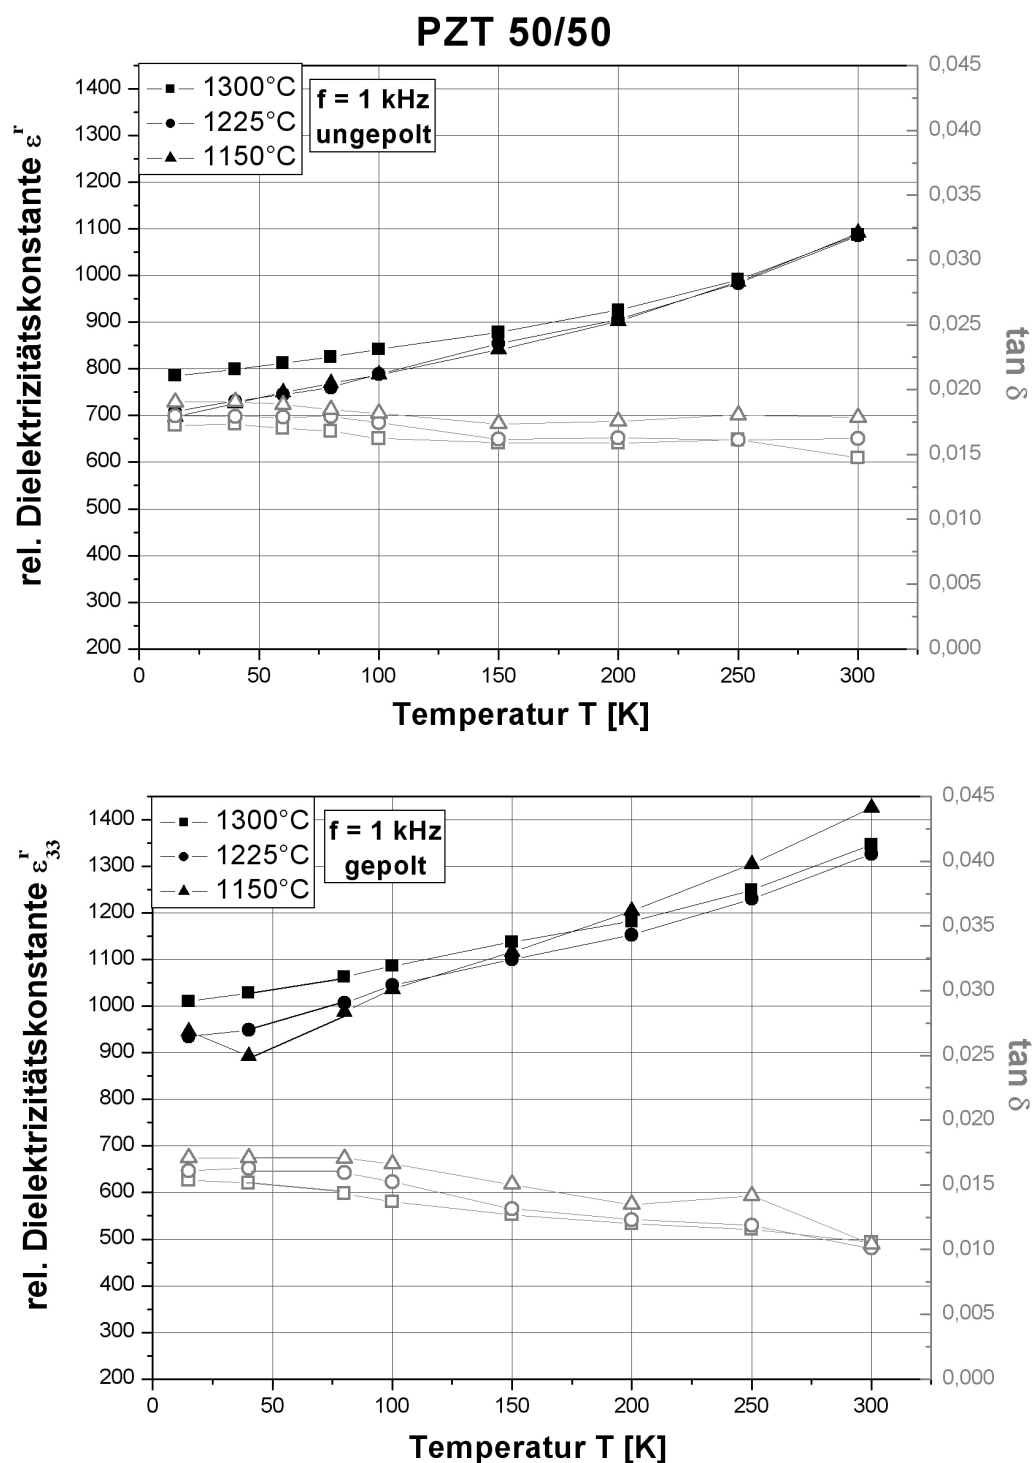 PZT 50/50
1300°C
1225°C
1150°C
f = 1 kHz
ungepolt
rel. Dielektrizitätskonstante εʳ
1400
1300
1200
1100
1000
900
800
700
600
500
400
300
200
0,045
0,040
0,035
0,030
0,025
0,020
0,015
0,010
0,005
0,000
tan δ
0 50 100 150 200 250 300
Temperatur T [K]
1300°C
1225°C
1150°C
f = 1 kHz
gepolt
rel. Dielektrizitätskonstante ε₃₃ʳ
1400
1300
1200
1100
1000
900
800
700
600
500
400
300
200
0,045
0,040
0,035
0,030
0,025
0,020
0,015
0,010
0,005
0,000
tan δ
0 50 100 150 200 250 300
Temperatur T [K]